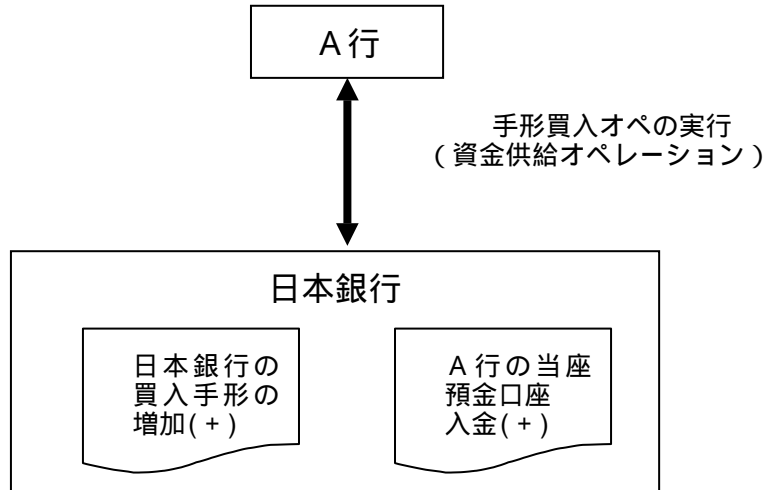 A行
手形買入オペの実行
(資金供給オペレーション)
日本銀行
日本銀行の
買入手形の
増加(+)
A行の当座
預金口座
入金(+)